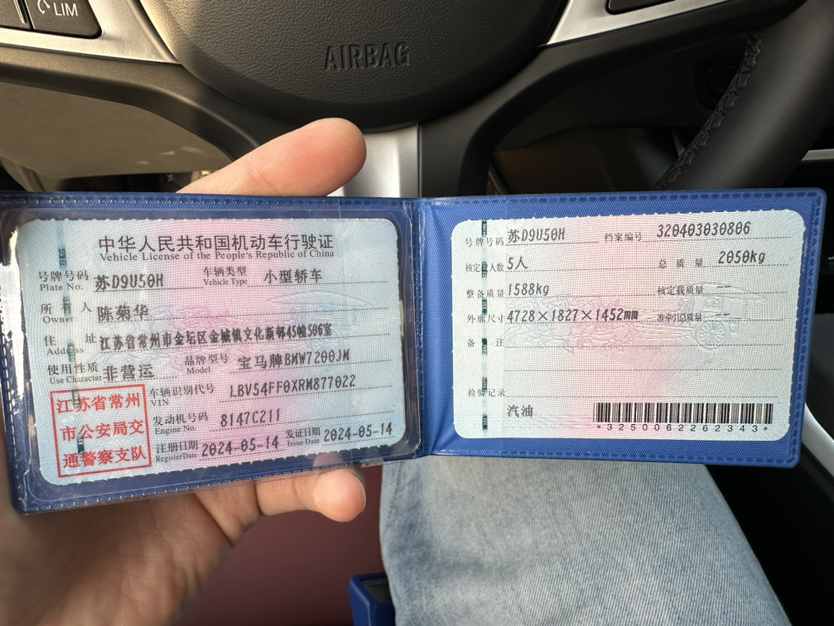 LIM
AIRBAG
中华人民共和国机动车行驶证
Vehicle License of the People's Republic of China
号牌号码 苏D9U50H 车辆类型 小型轿车
Plate No. Vehicle Type
所有人 陈菊华
Owner
住址 江苏省常州市金坛区金城镇文化新邨45幢506室
Address
使用性质 非营运 品牌型号 宝马牌BMW7200JM
Use Character Model
车辆识别代号 LBV54FF0XRM877022
VIN
发动机号码 8147C211
Engine No.
注册日期 2024-05-14 发证日期 2024-05-14
Register Date Issue Date
江苏省常州
市公安局交
通警察支队
号牌号码 苏D9U50H 档案编号 320403030806
核定人数 5人 总质量 2050kg
整备质量 1588kg 核定载质量 --
外廓尺寸 4728×1827×1452mm 准牵引总质量 --
备注
检验记录
汽油
*3250062262343*